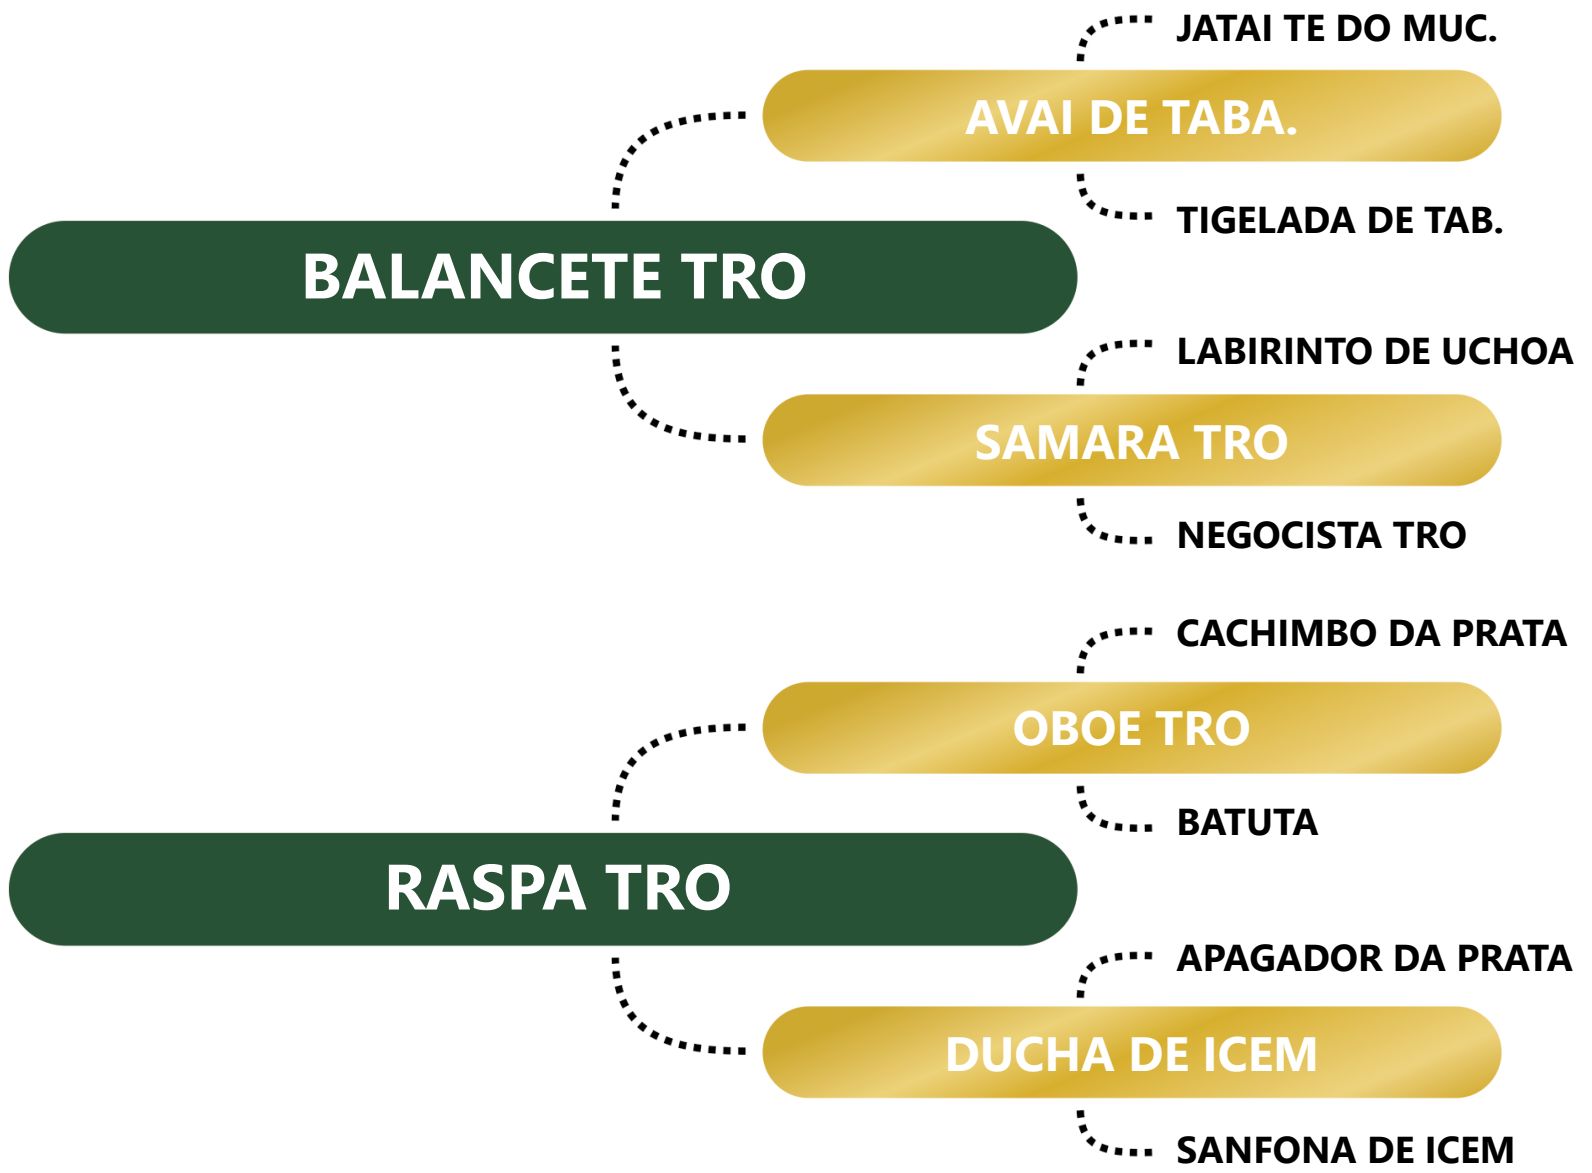 JATAI TE DO MUC.
AVAI DE TABA.
TIGELADA DE TAB.
BALANCETE TRO
LABIRINTO DE UCHOA
SAMARA TRO
NEGOCISTA TRO
CACHIMBO DA PRATA
OBOE TRO
BATUTA
RASPA TRO
APAGADOR DA PRATA
DUCHA DE ICEM
SANFONA DE ICEM